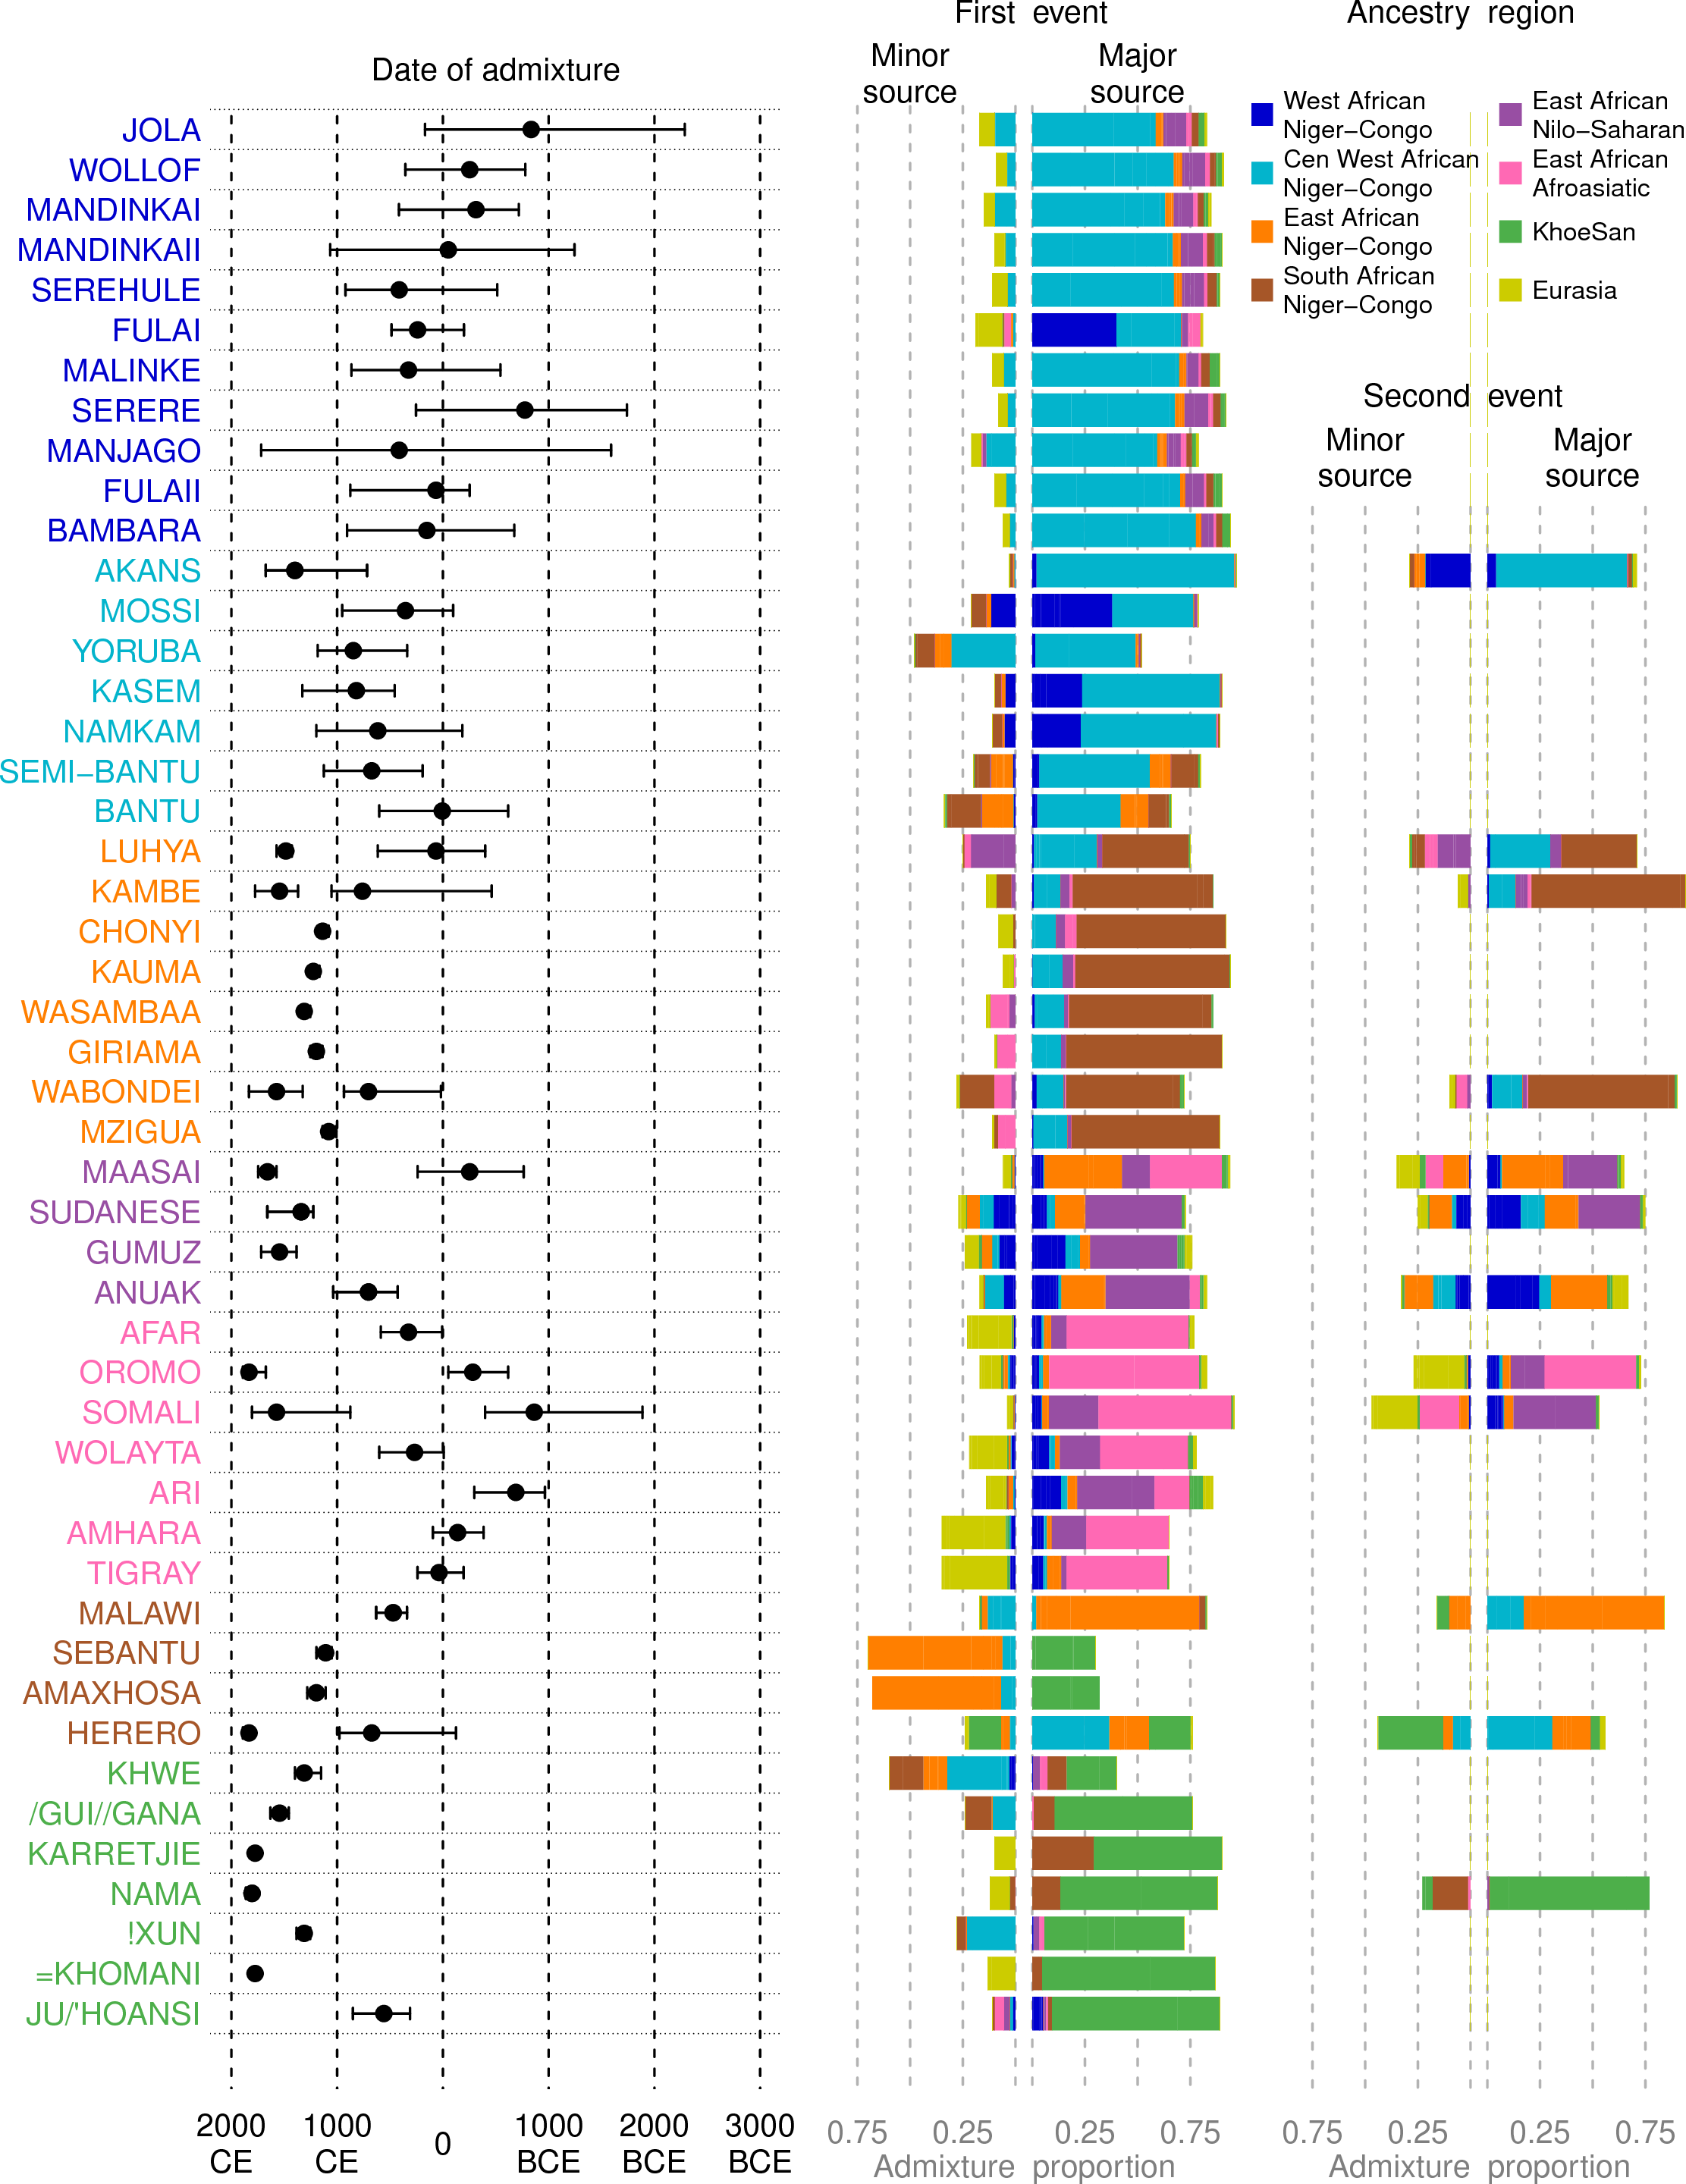 First event
Ancestry region
Date of admixture
Minor
source
Major
source
West African
Niger−Congo
Cen West African
Niger−Congo
East African
Niger−Congo
South African
Niger−Congo
East African
Nilo−Saharan
East African
Afroasiatic
KhoeSan
Eurasia
Second event
Minor
source
Major
source
JOLA
WOLLOF
MANDINKAI
MANDINKAII
SEREHULE
FULAI
MALINKE
SERERE
MANJAGO
FULAII
BAMBARA
AKANS
MOSSI
YORUBA
KASEM
NAMKAM
SEMI−BANTU
BANTU
LUHYA
KAMBE
CHONYI
KAUMA
WASAMBAA
GIRIAMA
WABONDEI
MZIGUA
MAASAI
SUDANESE
GUMUZ
ANUAK
AFAR
OROMO
SOMALI
WOLAYTA
ARI
AMHARA
TIGRAY
MALAWI
SEBANTU
AMAXHOSA
HERERO
KHWE
/GUI//GANA
KARRETJIE
NAMA
!XUN
=KHOMANI
JU/'HOANSI
2000
CE
1000
CE
0
1000
BCE
2000
BCE
3000
BCE
0.75 0.25 0.25 0.75
Admixture proportion
0.75 0.25 0.25 0.75
Admixture proportion